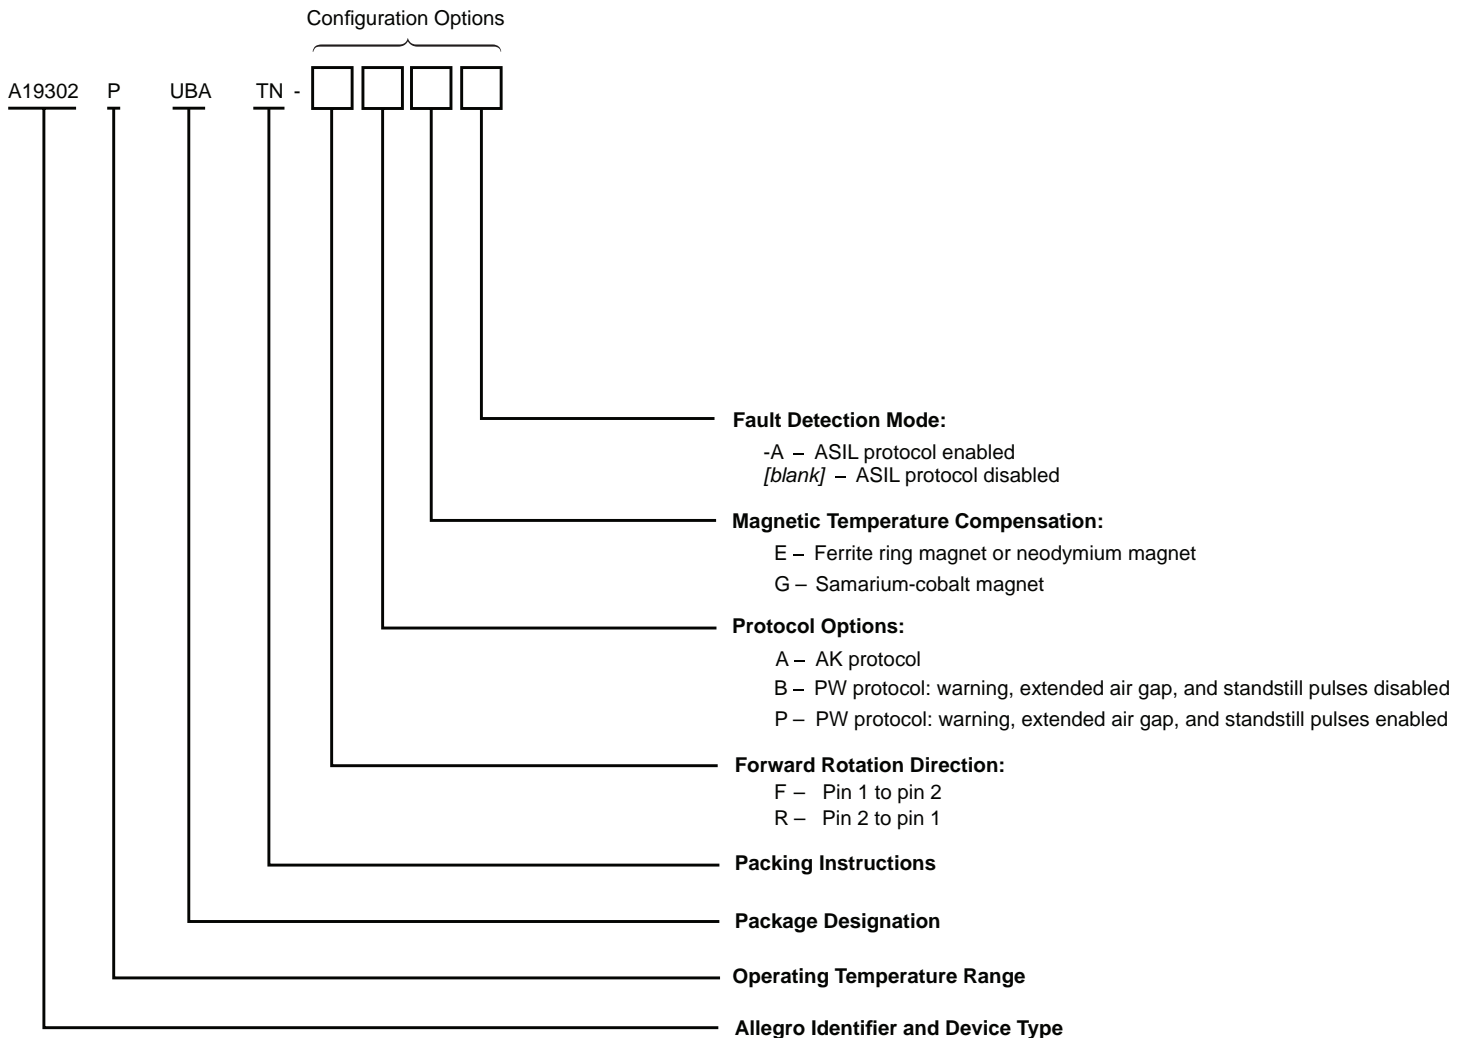 Configuration Options
A19302 P UBA TN -
Fault Detection Mode:
-A – ASIL protocol enabled
[blank] – ASIL protocol disabled
Magnetic Temperature Compensation:
E – Ferrite ring magnet or neodymium magnet
G – Samarium-cobalt magnet
Protocol Options:
A – AK protocol
B – PW protocol: warning, extended air gap, and standstill pulses disabled
P – PW protocol: warning, extended air gap, and standstill pulses enabled
Forward Rotation Direction:
F – Pin 1 to pin 2
R – Pin 2 to pin 1
Packing Instructions
Package Designation
Operating Temperature Range
Allegro Identifier and Device Type